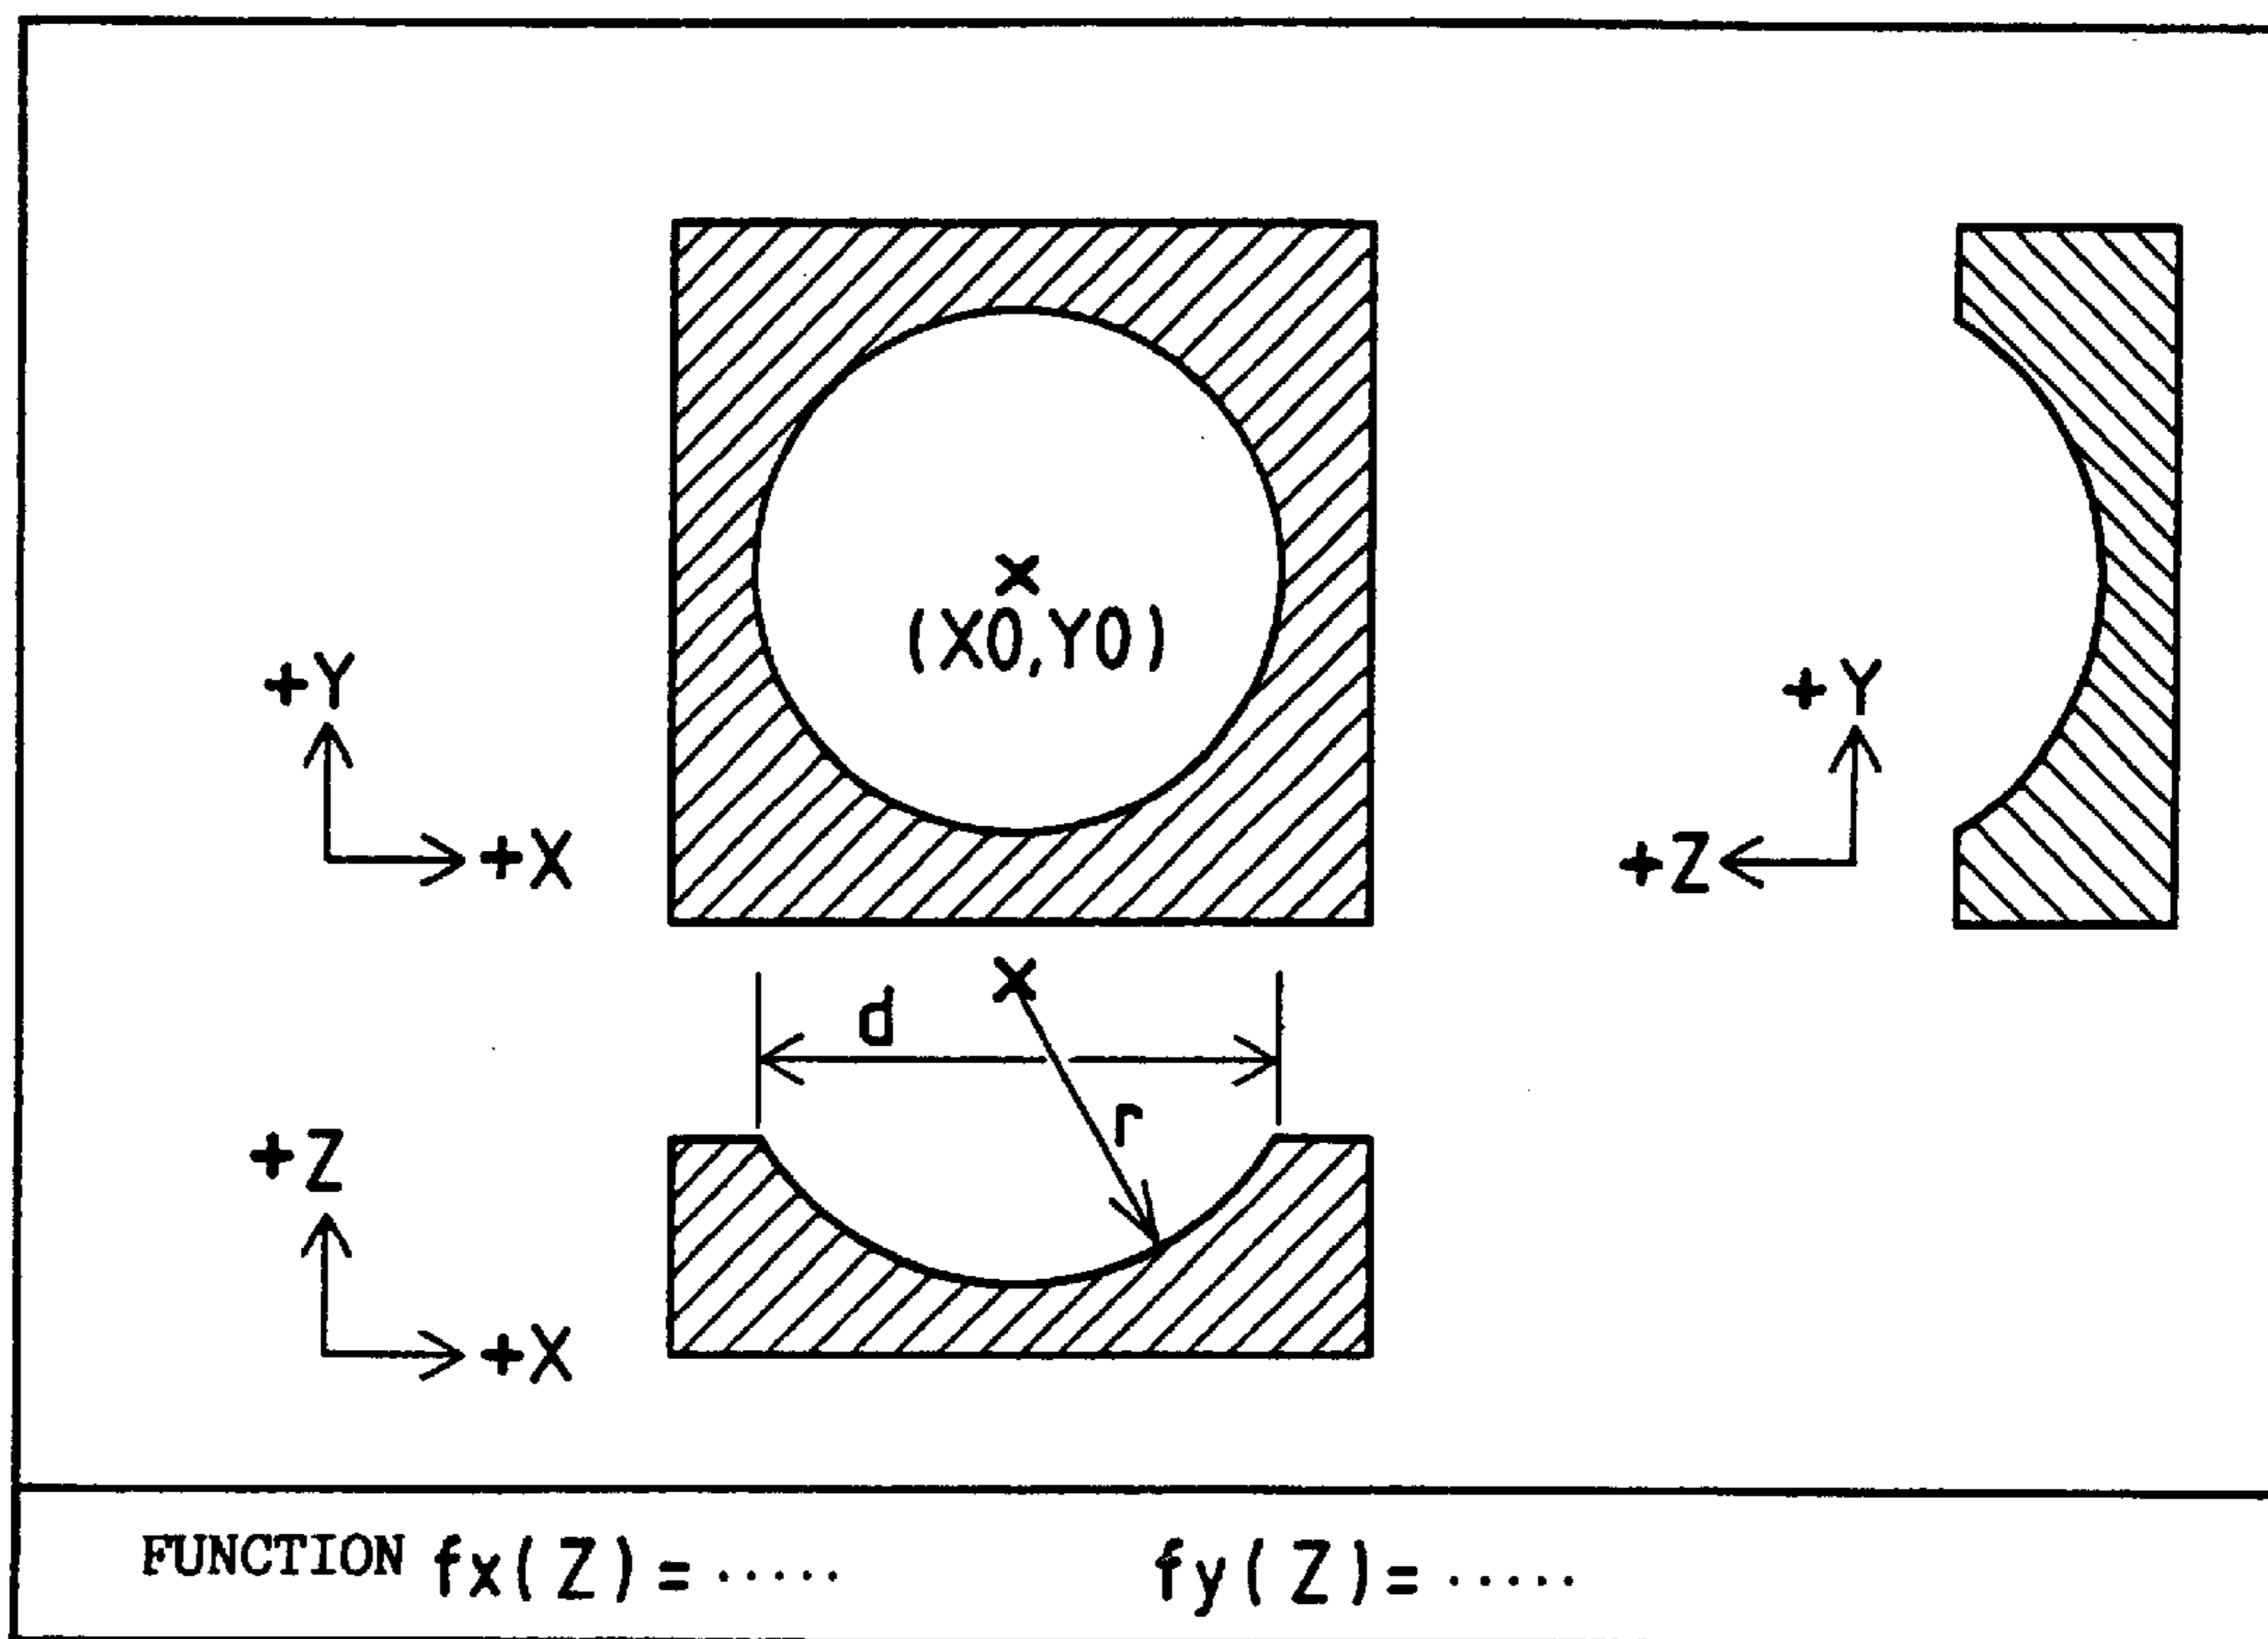 (X0,Y0)
+Y
+X
+Y
+Z
d
r
+Z
+X
FUNCTION fx(Z)=····· fy(Z)=·····